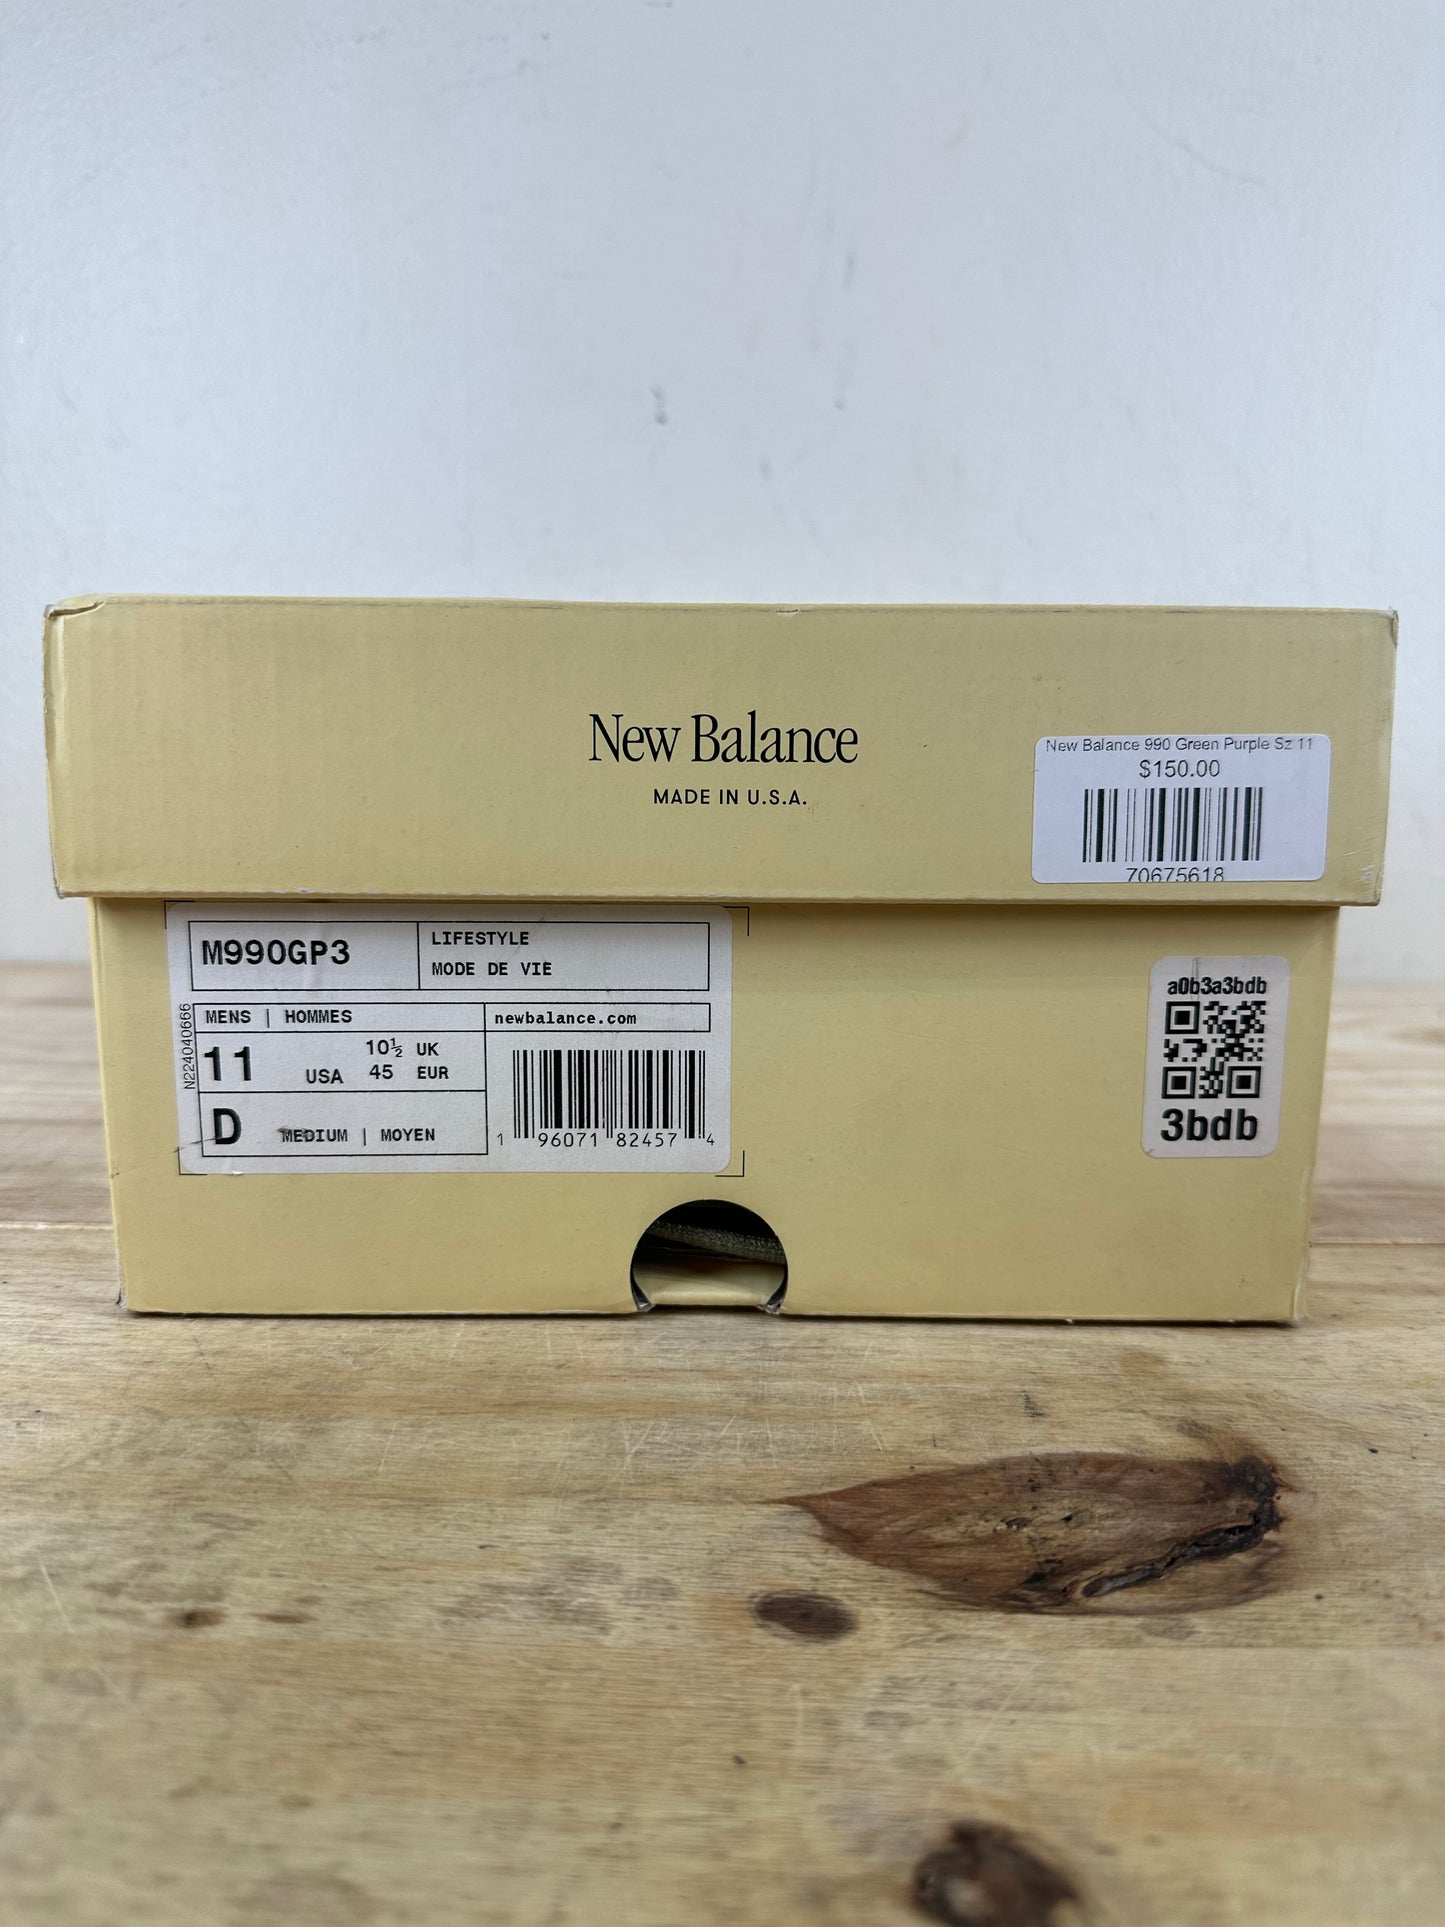 New Balance
MADE IN U.S.A.
New Balance 990 Green Purple Sz 11
$150.00
70675618
M990GP3
LIFESTYLE
MODE DE VIE
N224040666
MENS | HOMMES
newbalance.com
11 USA
10½ UK
45 EUR
D MEDIUM | MOYEN
1 96071 82457 4
a0b3a3bdb
3bdb